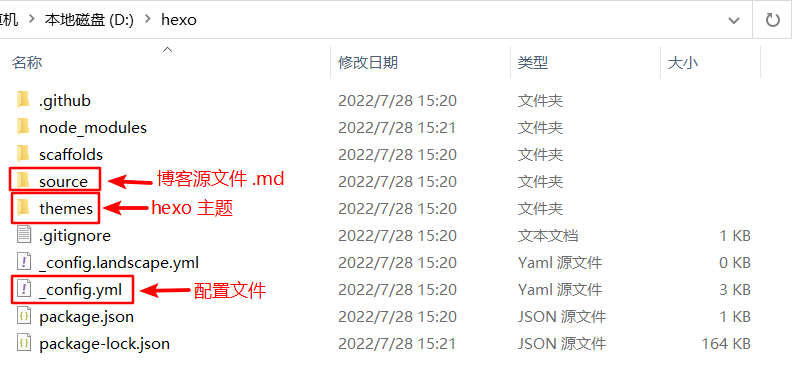 算机 > 本地磁盘 (D:) > hexo
名称 修改日期 类型 大小
.github 2022/7/28 15:20 文件夹
node_modules 2022/7/28 15:21 文件夹
scaffolds 2022/7/28 15:20 文件夹
source 博客源文件 .md 2022/7/28 15:20 文件夹
themes hexo 主题 2022/7/28 15:20 文件夹
.gitignore 2022/7/28 15:20 文本文档 1 KB
_config.landscape.yml 2022/7/28 15:20 Yaml 源文件 0 KB
_config.yml 配置文件 2022/7/28 15:20 Yaml 源文件 3 KB
package.json 2022/7/28 15:20 JSON 源文件 1 KB
package-lock.json 2022/7/28 15:21 JSON 源文件 164 KB